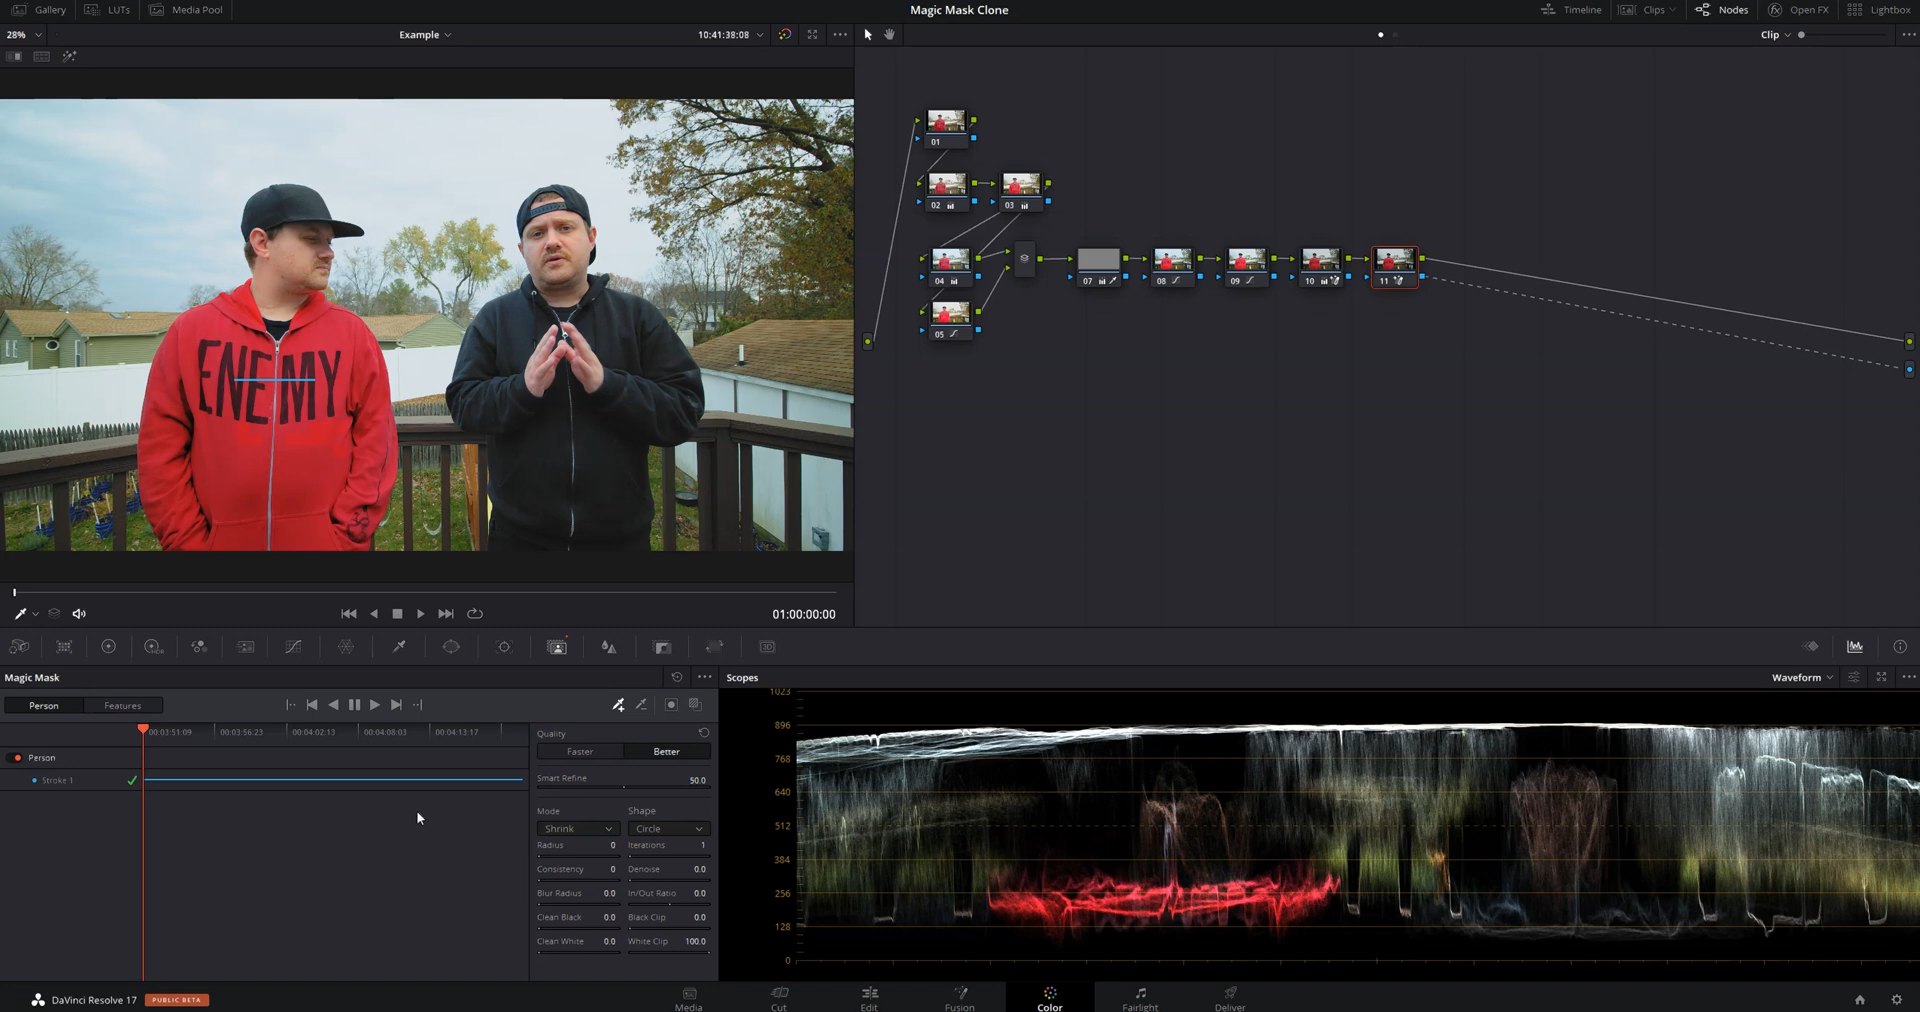 Gallery LUTs Media Pool Magic Mask Clone Timeline Clips Nodes Open FX Lightbox
28% Example 10:41:38:08 Clip
ENEMY
01
02 03
04 07 08 09 10 11
05
01:00:00:00
HDR
3D
Magic Mask Scopes Waveform
Person Features
00:03:51:09 00:03:56:23 00:04:02:13 00:04:08:03 00:04:13:17
Person
Stroke 1
Quality
Faster Better
Smart Refine 50.0
Mode Shape
Shrink Circle
Radius 0 Iterations 1
Consistency 0 Denoise 0.0
Blur Radius 0.0 In/Out Ratio 0.0
Clean Black 0.0 Black Clip 0.0
Clean White 0.0 White Clip 100.0
1023
896
768
640
512
384
256
128
0
DaVinci Resolve 17 PUBLIC BETA
Media Cut Edit Fusion Color Fairlight Deliver